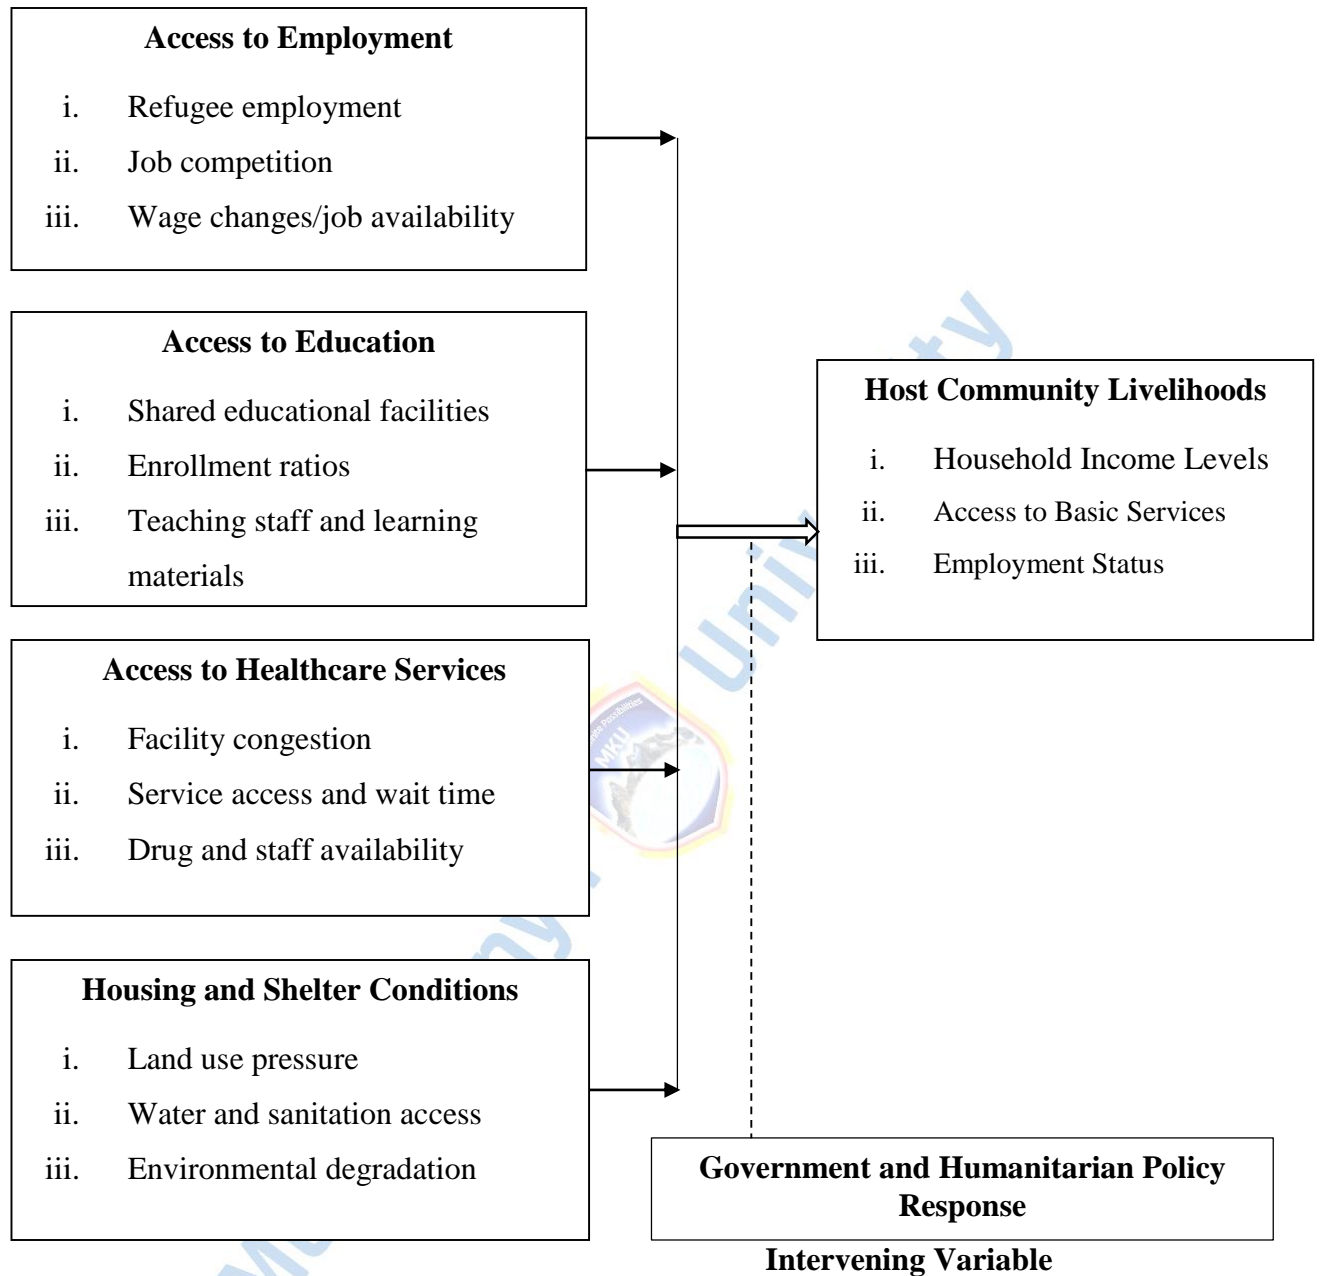 Access to Employment
i. Refugee employment
ii. Job competition
iii. Wage changes/job availability
Access to Education
i. Shared educational facilities
ii. Enrollment ratios
iii. Teaching staff and learning
materials
Access to Healthcare Services
i. Facility congestion
ii. Service access and wait time
iii. Drug and staff availability
Housing and Shelter Conditions
i. Land use pressure
ii. Water and sanitation access
iii. Environmental degradation
Host Community Livelihoods
i. Household Income Levels
ii. Access to Basic Services
iii. Employment Status
Government and Humanitarian Policy
Response
Intervening Variable
MKU